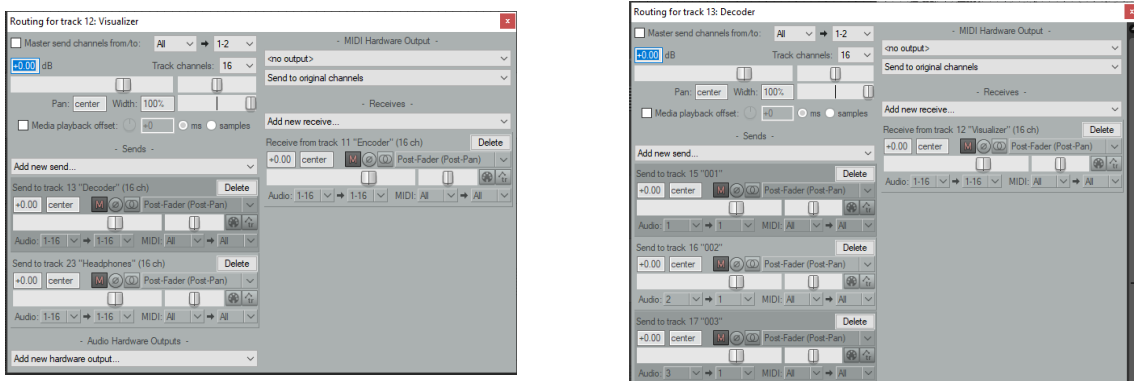 Routing for track 12: Visualizer
x
Master send channels from/to: All 1-2
+0.00 dB Track channels: 16
Pan: center Width: 100%
Media playback offset: +0 ms samples
- Sends -
Add new send...
Send to track 13 "Decoder" (16 ch) Delete
+0.00 center M Post-Fader (Post-Pan)
Audio: 1-16 1-16 MIDI: All All
Send to track 23 "Headphones" (16 ch) Delete
+0.00 center M Post-Fader (Post-Pan)
Audio: 1-16 1-16 MIDI: All All
- Audio Hardware Outputs -
Add new hardware output...
- MIDI Hardware Output -
<no output>
Send to original channels
- Receives -
Add new receive...
Receive from track 11 "Encoder" (16 ch) Delete
+0.00 center M Post-Fader (Post-Pan)
Audio: 1-16 1-16 MIDI: All All
Routing for track 13: Decoder
x
Master send channels from/to: All 1-2
+0.00 dB Track channels: 16
Pan: center Width: 100%
Media playback offset: +0 ms samples
- Sends -
Add new send...
Send to track 15 "001" Delete
+0.00 center M Post-Fader (Post-Pan)
Audio: 1 1 MIDI: All All
Send to track 16 "002" Delete
+0.00 center M Post-Fader (Post-Pan)
Audio: 2 1 MIDI: All All
Send to track 17 "003" Delete
+0.00 center M Post-Fader (Post-Pan)
Audio: 3 1 MIDI: All All
- MIDI Hardware Output -
<no output>
Send to original channels
- Receives -
Add new receive...
Receive from track 12 "Visualizer" (16 ch) Delete
+0.00 center M Post-Fader (Post-Pan)
Audio: 1-16 1-16 MIDI: All All